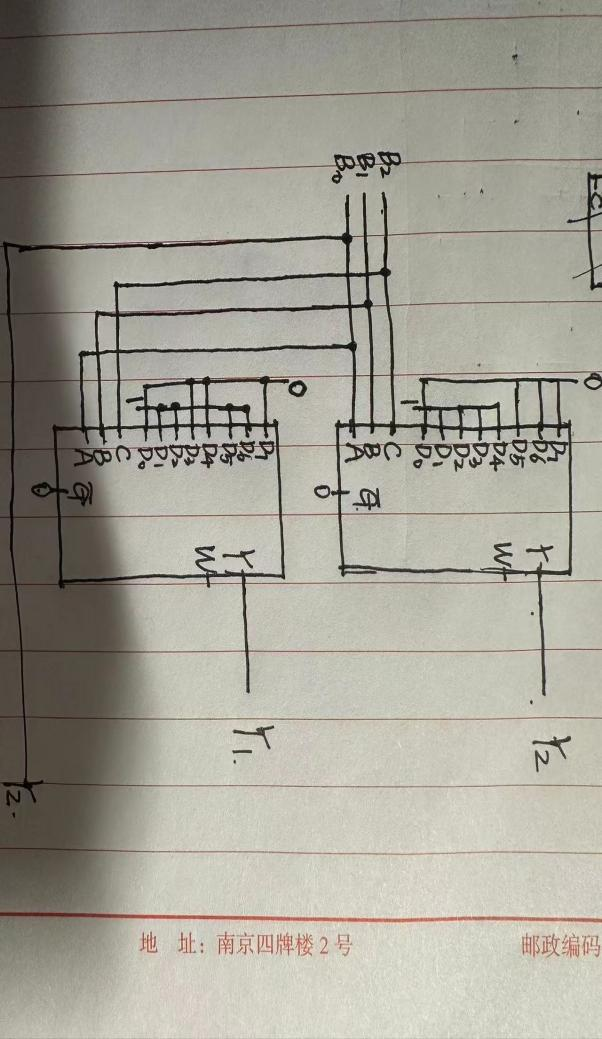 B₂
B₁
B₀
0
1
A B C D₀ D₁ D₂ D₃ D₄ D₅ D₆ D₇
0 G̅
W Y
Y₁
0
1
A B C D₀ D₁ D₂ D₃ D₄ D₅ D₆ D₇
0 G̅
W Y
Y₂
Y₂.
地 址：南京四牌楼2号 邮政编码